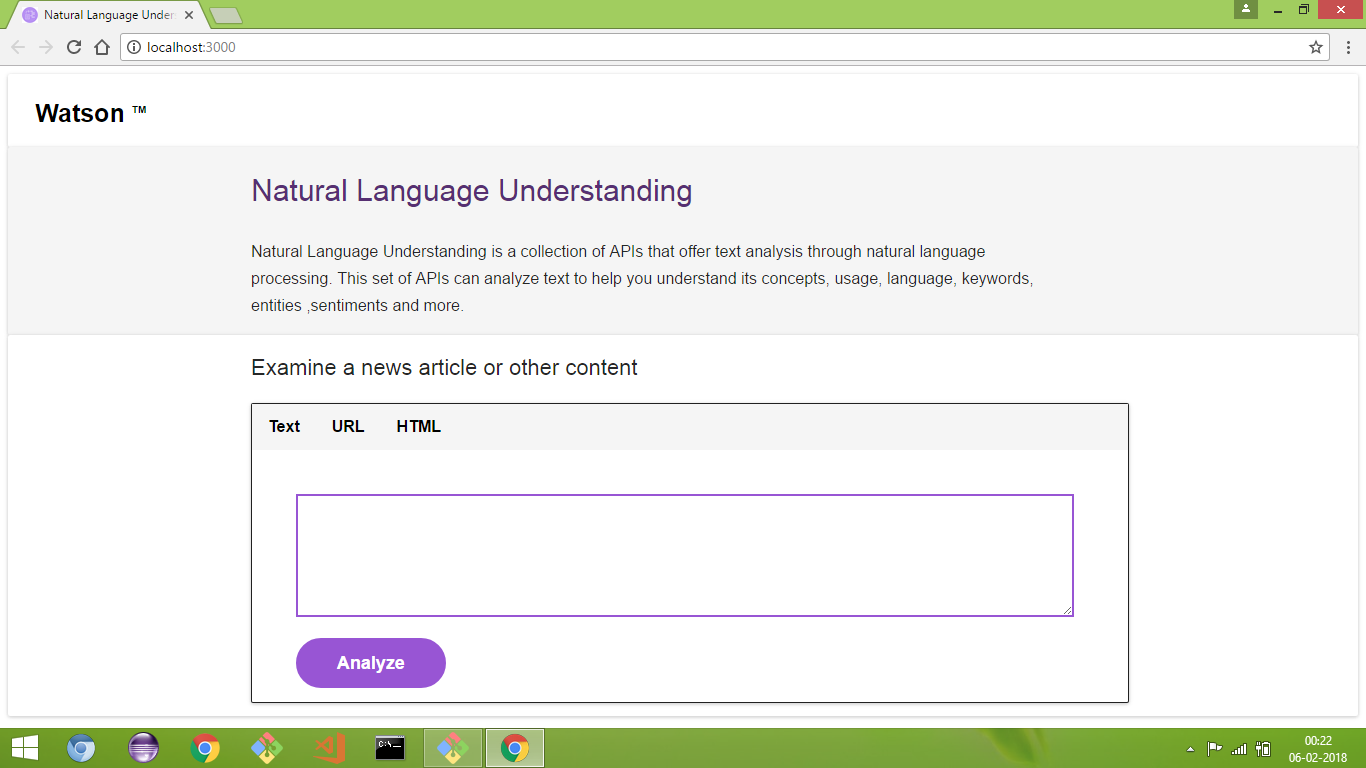 Natural Language Under
localhost:3000
Watson ™
Natural Language Understanding
Natural Language Understanding is a collection of APIs that offer text analysis through natural language
processing. This set of APIs can analyze text to help you understand its concepts, usage, language, keywords,
entities ,sentiments and more.
Examine a news article or other content
Text URL HTML
Analyze
C:\_
00:22
06-02-2018